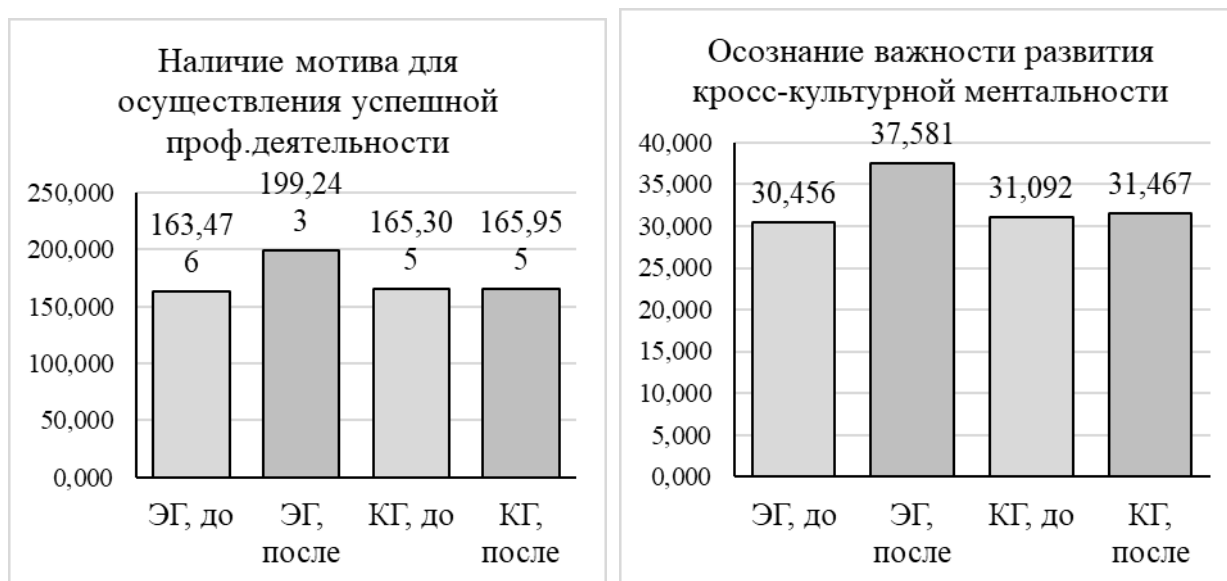 Наличие мотива для
осуществления успешной
проф.деятельности
250,000
200,000
150,000
100,000
50,000
0,000
163,47
6
199,24
3
165,30
5
165,95
5
ЭГ, до
ЭГ,
после
КГ, до
КГ,
после
Осознание важности развития
кросс-культурной ментальности
40,000
35,000
30,000
25,000
20,000
15,000
10,000
5,000
0,000
30,456
37,581
31,092
31,467
ЭГ, до
ЭГ,
после
КГ, до
КГ,
после